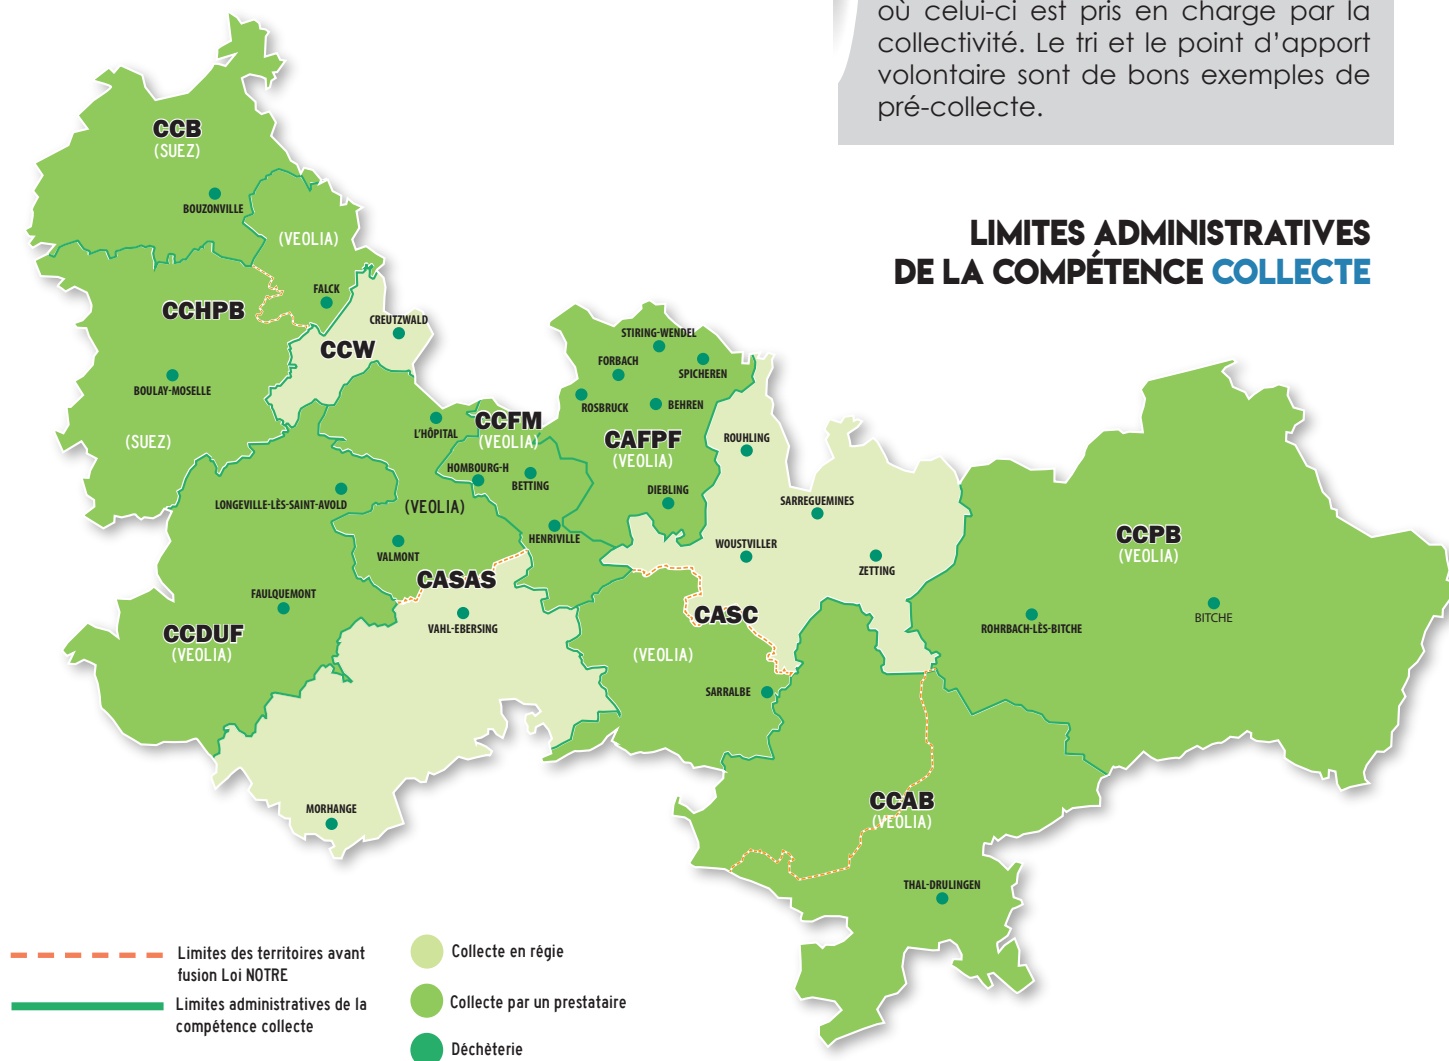 où celui-ci est pris en charge par la
collectivité. Le tri et le point d'apport
volontaire sont de bons exemples de
pré-collecte.
LIMITES ADMINISTRATIVES
DE LA COMPÉTENCE COLLECTE
CCB
(SUEZ)
BOUZONVILLE
(VEOLIA)
FALCK
CCHPB
BOULAY-MOSELLE
(SUEZ)
CREUTZWALD
CCW
L'HÔPITAL
CCFM
(VEOLIA)
HOMBOURG-H
BETTING
HENRIVILLE
STIRING-WENDEL
FORBACH
SPICHEREN
ROSBRUCK
BEHREN
CAFPF
(VEOLIA)
DIEBLING
ROUHLING
SARREGUEMINES
WOUSTVILLER
ZETTING
CASC
(VEOLIA)
SARRALBE
LONGEVILLE-LÈS-SAINT-AVOLD
(VEOLIA)
VALMONT
CASAS
VAHL-EBERSING
FAULQUEMONT
CCDUF
(VEOLIA)
MORHANGE
CCPB
(VEOLIA)
ROHRBACH-LÈS-BITCHE
BITCHE
CCAB
(VEOLIA)
THAL-DRULINGEN
Limites des territoires avant
fusion Loi NOTRE
Limites administratives de la
compétence collecte
Collecte en régie
Collecte par un prestataire
Déchèterie